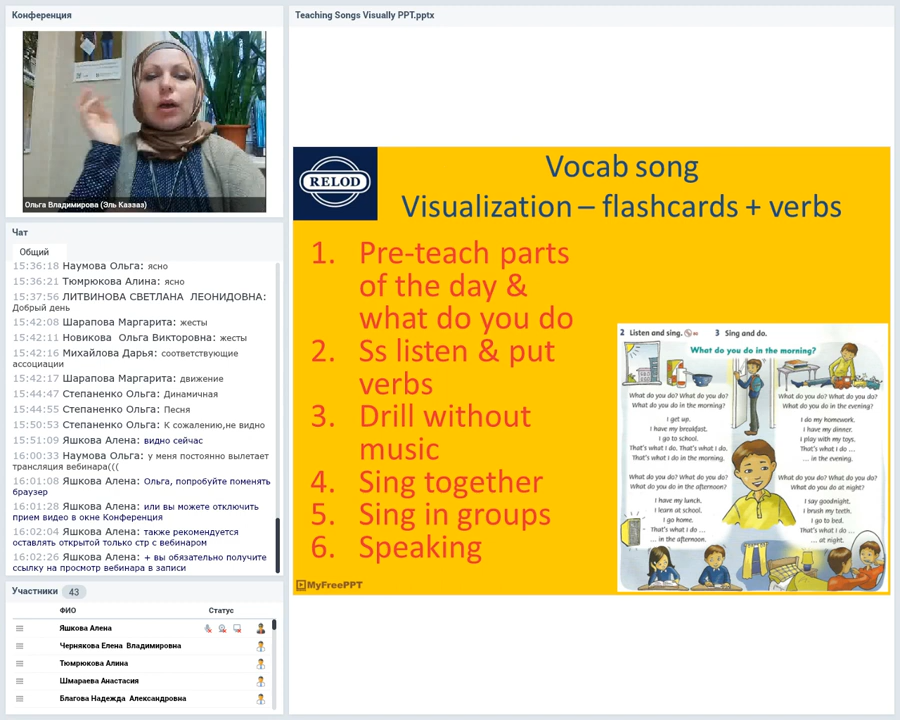 Конференция
Ольга Владимирова (Эль Каззаз)
Чат
Общий
15:36:18 Наумова Ольга: ясно
15:36:21 Тюмрюкова Алина: ясно
15:37:56 ЛИТВИНОВА СВЕТЛАНА ЛЕОНИДОВНА:
Добрый день
15:42:08 Шарапова Маргарита: жесты
15:42:11 Новикова Ольга Викторовна: жесты
15:42:16 Михайлова Дарья: соответствующие
ассоциации
15:42:17 Шарапова Маргарита: движение
15:44:47 Степаненко Ольга: Динамичная
15:44:55 Степаненко Ольга: Песня
15:50:53 Степаненко Ольга: К сожалению,не видно
15:51:09 Яшкова Алена: видно сейчас
16:00:33 Наумова Ольга: у меня постоянно вылетает
трансляция вебинара(((
16:01:08 Яшкова Алена: Ольга, попробуйте поменять
браузер
16:01:28 Яшкова Алена: или вы можете отключить
прием видео в окне Конференция
16:02:04 Яшкова Алена: также рекомендуется
оставлять открытой только стр с вебинаром
16:02:26 Яшкова Алена: + вы обязательно получите
ссылку на просмотр вебинара в записи
Участники 43
ФИО Статус
Яшкова Алена
Чернякова Елена Владимировна
Тюмрюкова Алина
Шмараева Анастасия
Благова Надежда Александровна
Teaching Songs Visually PPT.pptx
RELOD
Vocab song
Visualization – flashcards + verbs
1. Pre-teach parts
of the day &
what do you do
2. Ss listen & put
verbs
3. Drill without
music
4. Sing together
5. Sing in groups
6. Speaking
MyFreePPT
2 Listen and sing. 3 Sing and do.
What do you do in the morning?
What do you do? What do you do?
What do you do in the morning?
I get up.
I have my breakfast.
I go to school.
That's what I do. That's what I do.
That's what I do in the morning.
What do you do? What do you do?
What do you do in the afternoon?
I have my lunch.
I learn at school.
I go home.
That's what I do ...
... in the afternoon.
What do you do? What do you do?
What do you do in the evening?
I do my homework.
I have my dinner.
I play with my toys.
That's what I do ...
... in the evening.
What do you do? What do you do?
What do you do at night?
I say goodnight.
I brush my teeth.
I go to bed.
That's what I do ...
... at night.